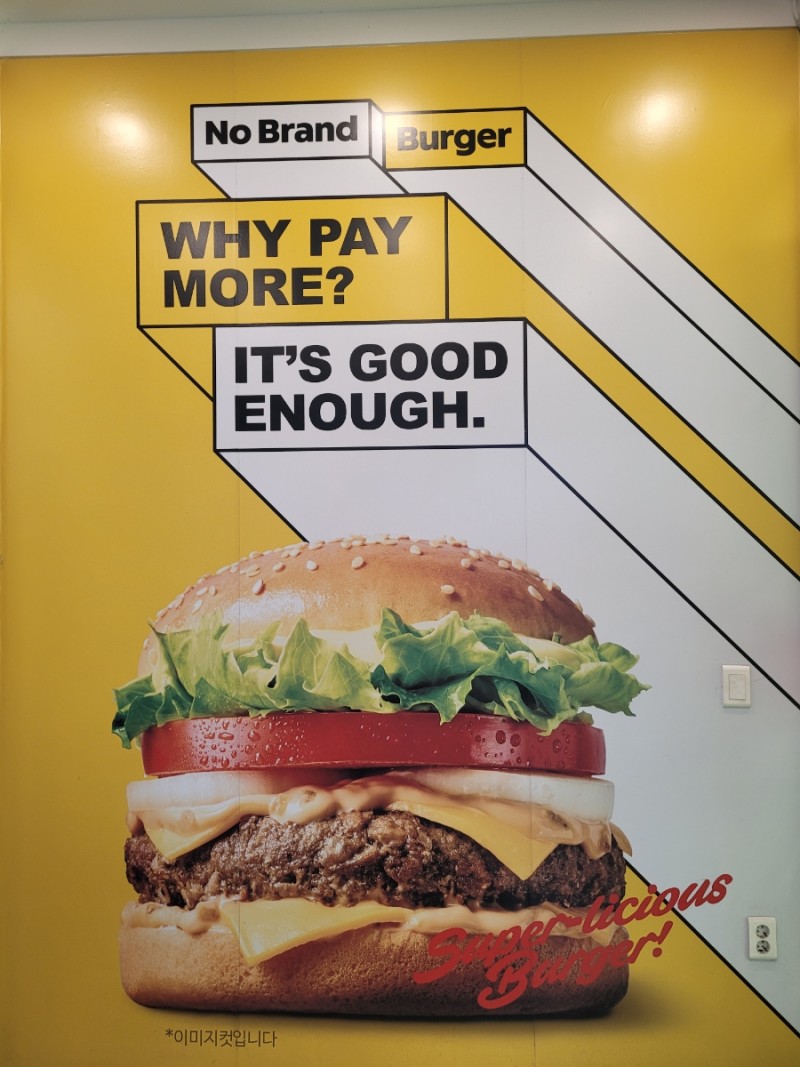 No Brand Burger
WHY PAY
MORE?
IT'S GOOD
ENOUGH.
Super-licious
Burger!
*이미지컷입니다